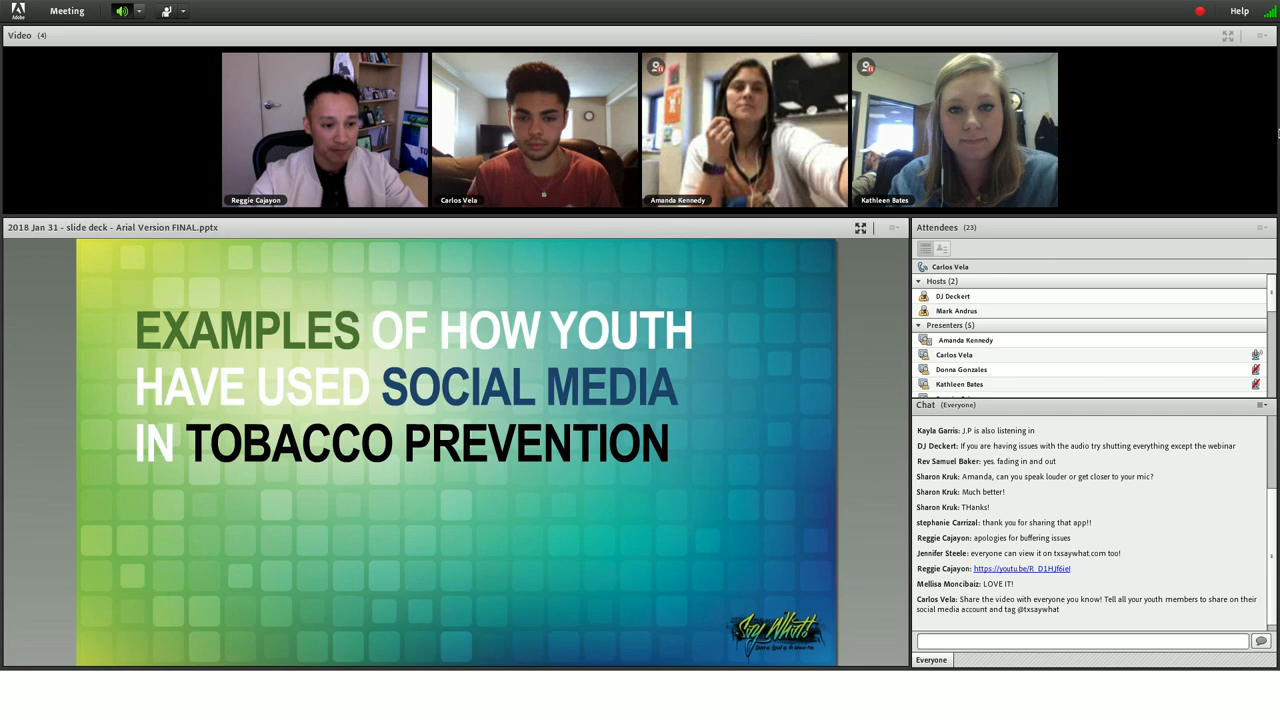 Adobe
Meeting
Help
Video (4)
Reggie Cajayon
Carlos Vela
Amanda Kennedy
Kathleen Bates
2018 Jan 31 - slide deck - Arial Version FINAL.pptx
EXAMPLES OF HOW YOUTH
HAVE USED SOCIAL MEDIA
IN TOBACCO PREVENTION
Say What!
Attendees (23)
Carlos Vela
Hosts (2)
DJ Deckert
Mark Andrus
Presenters (5)
Amanda Kennedy
Carlos Vela
Donna Gonzales
Kathleen Bates
Chat (Everyone)
Kayla Garris: J.P is also listening in
DJ Deckert: If you are having issues with the audio try shutting everything except the webinar
Rev Samuel Baker: yes. fading in and out
Sharon Kruk: Amanda, can you speak louder or get closer to your mic?
Sharon Kruk: Much better!
Sharon Kruk: THanks!
stephanie Carrizal: thank you for sharing that app!!
Reggie Cajayon: apologies for buffering issues
Jennifer Steele: everyone can view it on txsaywhat.com too!
Reggie Cajayon: https://youtu.be/R_D1HJf6ieI
Mellisa Moncibaiz: LOVE IT!
Carlos Vela: Share the video with everyone you know! Tell all your youth members to share on their
social media account and tag @txsaywhat
Everyone